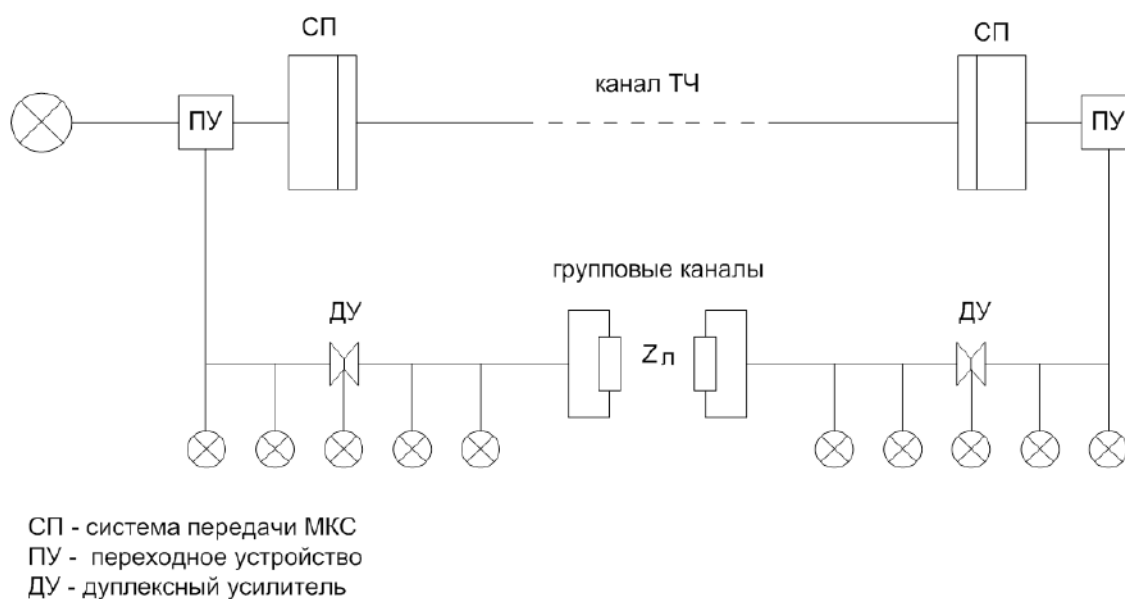 СП
СП
канал ТЧ
ПУ
ПУ
групповые каналы
ДУ
ДУ
Zл
СП - система передачи МКС
ПУ - переходное устройство
ДУ - дуплексный усилитель